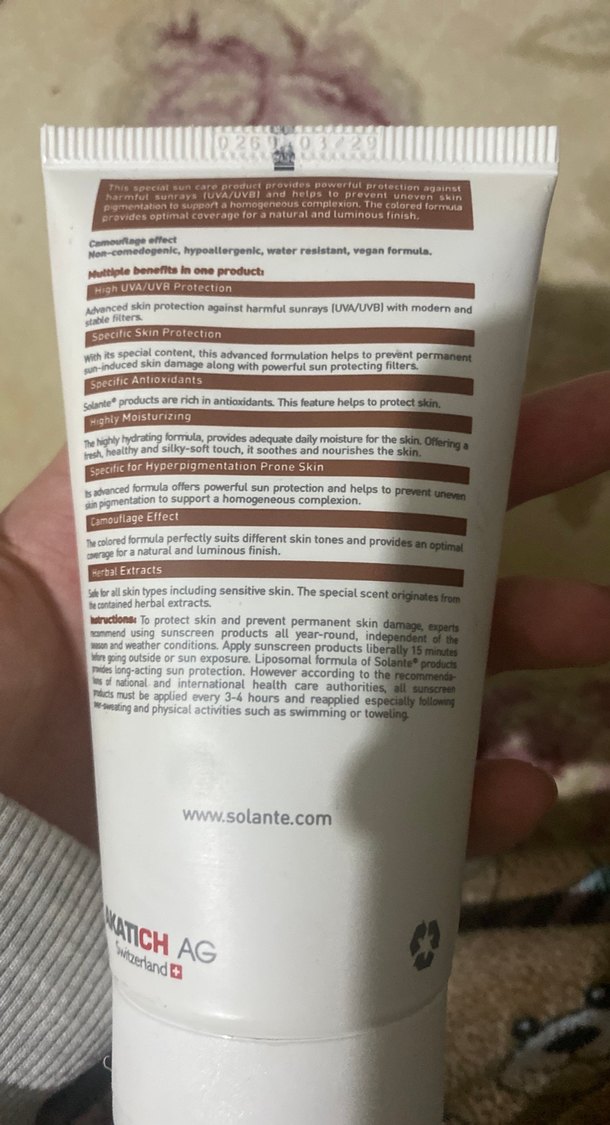 03/29
This special sun care product provides powerful protection against
harmful sunrays (UVA/UVB) and helps to prevent uneven skin
pigmentation to support a homogeneous complexion. The colored formula
provides optimal coverage for a natural and luminous finish.
Camouflage effect
Non-comedogenic, hypoallergenic, water resistant, vegan formula.
Multiple benefits in one product:
High UVA/UVB Protection
Advanced skin protection against harmful sunrays (UVA/UVB) with modern and
stable filters.
Specific Skin Protection
With its special content, this advanced formulation helps to prevent permanent
sun-induced skin damage along with powerful sun protecting filters.
Specific Antioxidants
Solante® products are rich in antioxidants. This feature helps to protect skin.
Highly Moisturizing
The highly hydrating formula, provides adequate daily moisture for the skin. Offering a
fresh, healthy and silky-soft touch, it soothes and nourishes the skin.
Specific for Hyperpigmentation Prone Skin
Its advanced formula offers powerful sun protection and helps to prevent uneven
skin pigmentation to support a homogeneous complexion.
Camouflage Effect
The colored formula perfectly suits different skin tones and provides an optimal
coverage for a natural and luminous finish.
Herbal Extracts
Safe for all skin types including sensitive skin. The special scent originates from
the contained herbal extracts.
Instructions: To protect skin and prevent permanent skin damage, experts
recommend using sunscreen products all year-round, independent of the
season and weather conditions. Apply sunscreen products liberally 15 minutes
before going outside or sun exposure. Liposomal formula of Solante® products
provides long-acting sun protection. However according to the recommenda-
tions of national and international health care authorities, all sunscreen
products must be applied every 3-4 hours and reapplied especially following
over-sweating and physical activities such as swimming or toweling.
www.solante.com
AKATICH AG
Switzerland